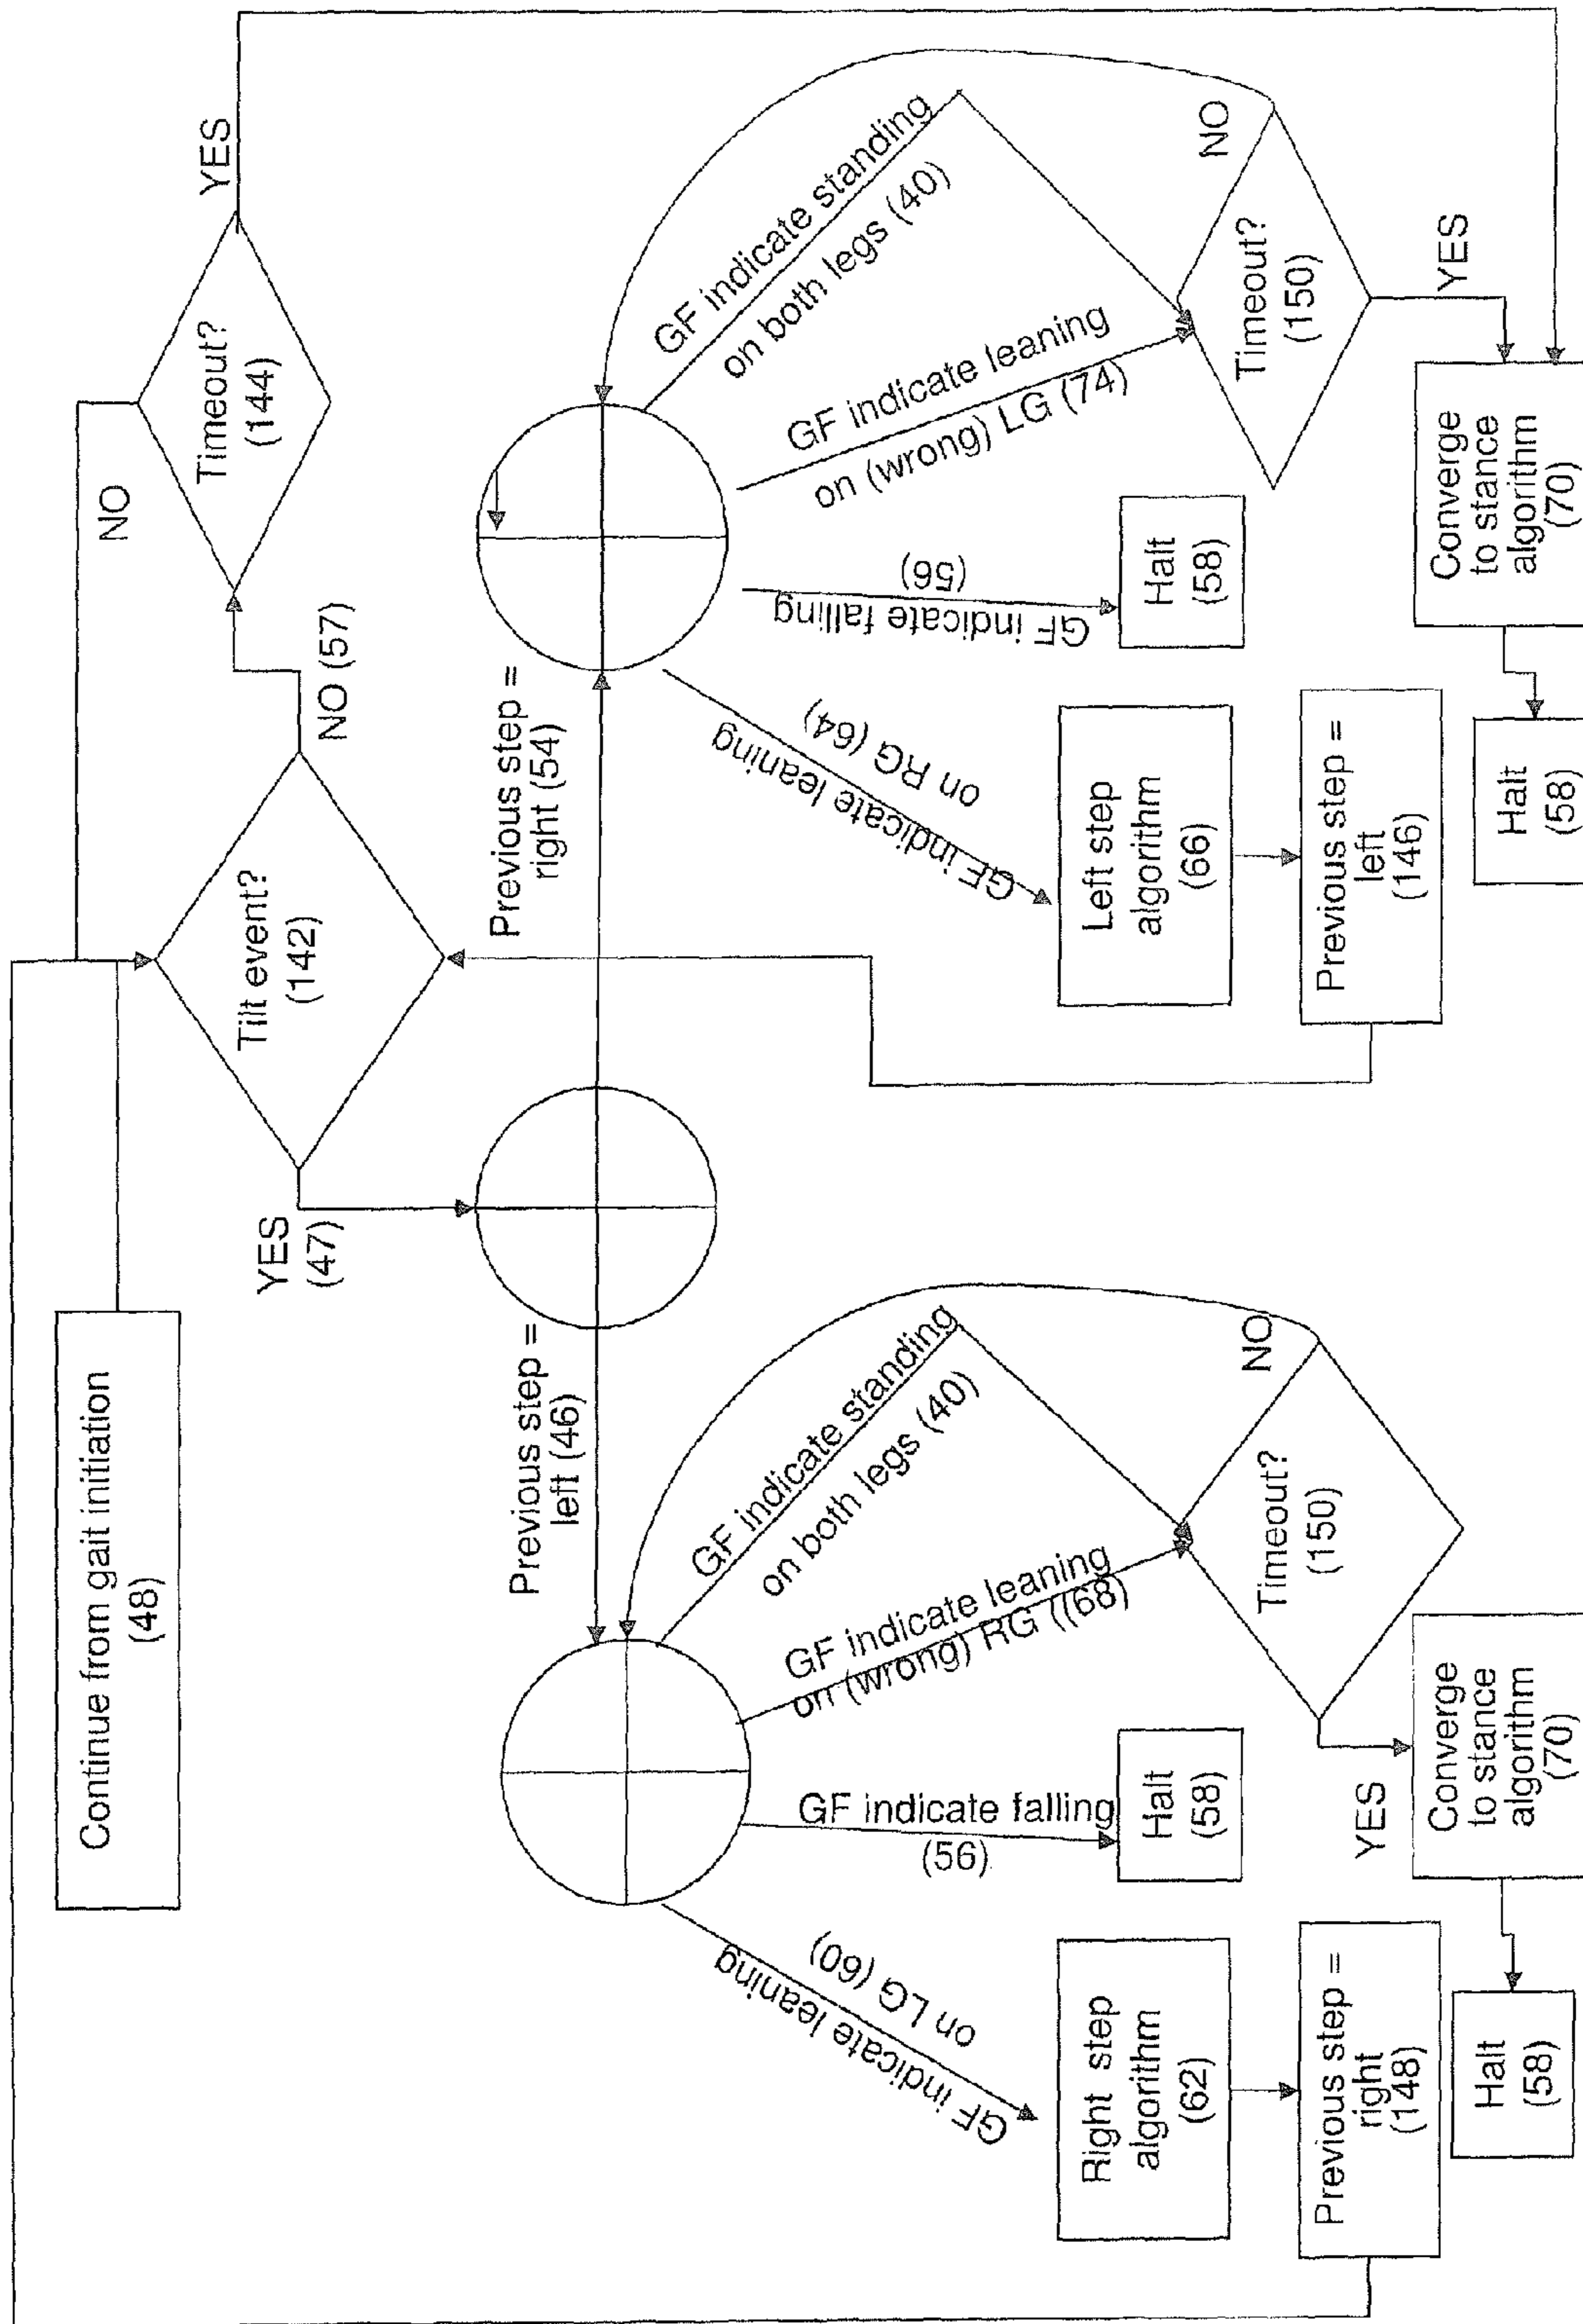 Continue from gait initiation
(48)
Tilt event?
(142)
NO
Timeout?
(144)
YES
NO (57)
YES
(47)
Previous step =
left (46)
Previous step =
right (54)
GF indicate leaning
on LG (60)
GF indicate falling
(56)
GF indicate leaning
on (wrong) RG ((68)
GF indicate standing
on both legs (40)
Right step
algorithm
(62)
Previous step =
right
(148)
Halt
(58)
Timeout?
(150)
NO
YES
Converge
to stance
algorithm
(70)
Halt
(58)
GF indicate leaning
on RG (64)
GF indicate falling
(56)
GF indicate leaning
on (wrong) LG (74)
GF indicate standing
on both legs (40)
Left step
algorithm
(66)
Previous step =
left
(146)
Halt
(58)
Timeout?
(150)
NO
YES
Converge
to stance
algorithm
(70)
Halt
(58)